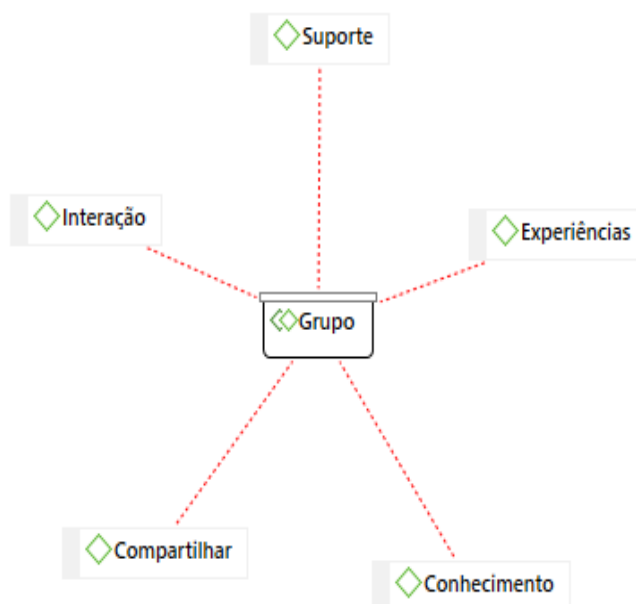 Suporte
Interação
Experiências
Grupo
Compartilhar
Conhecimento